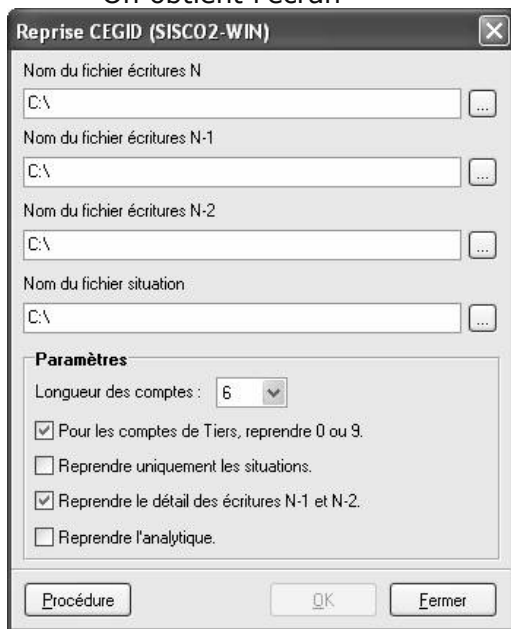 On obtient l'écran
Reprise CEGID (SISCO2-WIN)
Nom du fichier écritures N
C:\
...
Nom du fichier écritures N-1
C:\
...
Nom du fichier écritures N-2
C:\
...
Nom du fichier situation
C:\
...
Paramètres
Longueur des comptes : 6
Pour les comptes de Tiers, reprendre 0 ou 9.
Reprendre uniquement les situations.
Reprendre le détail des écritures N-1 et N-2.
Reprendre l'analytique.
Procédure OK Fermer